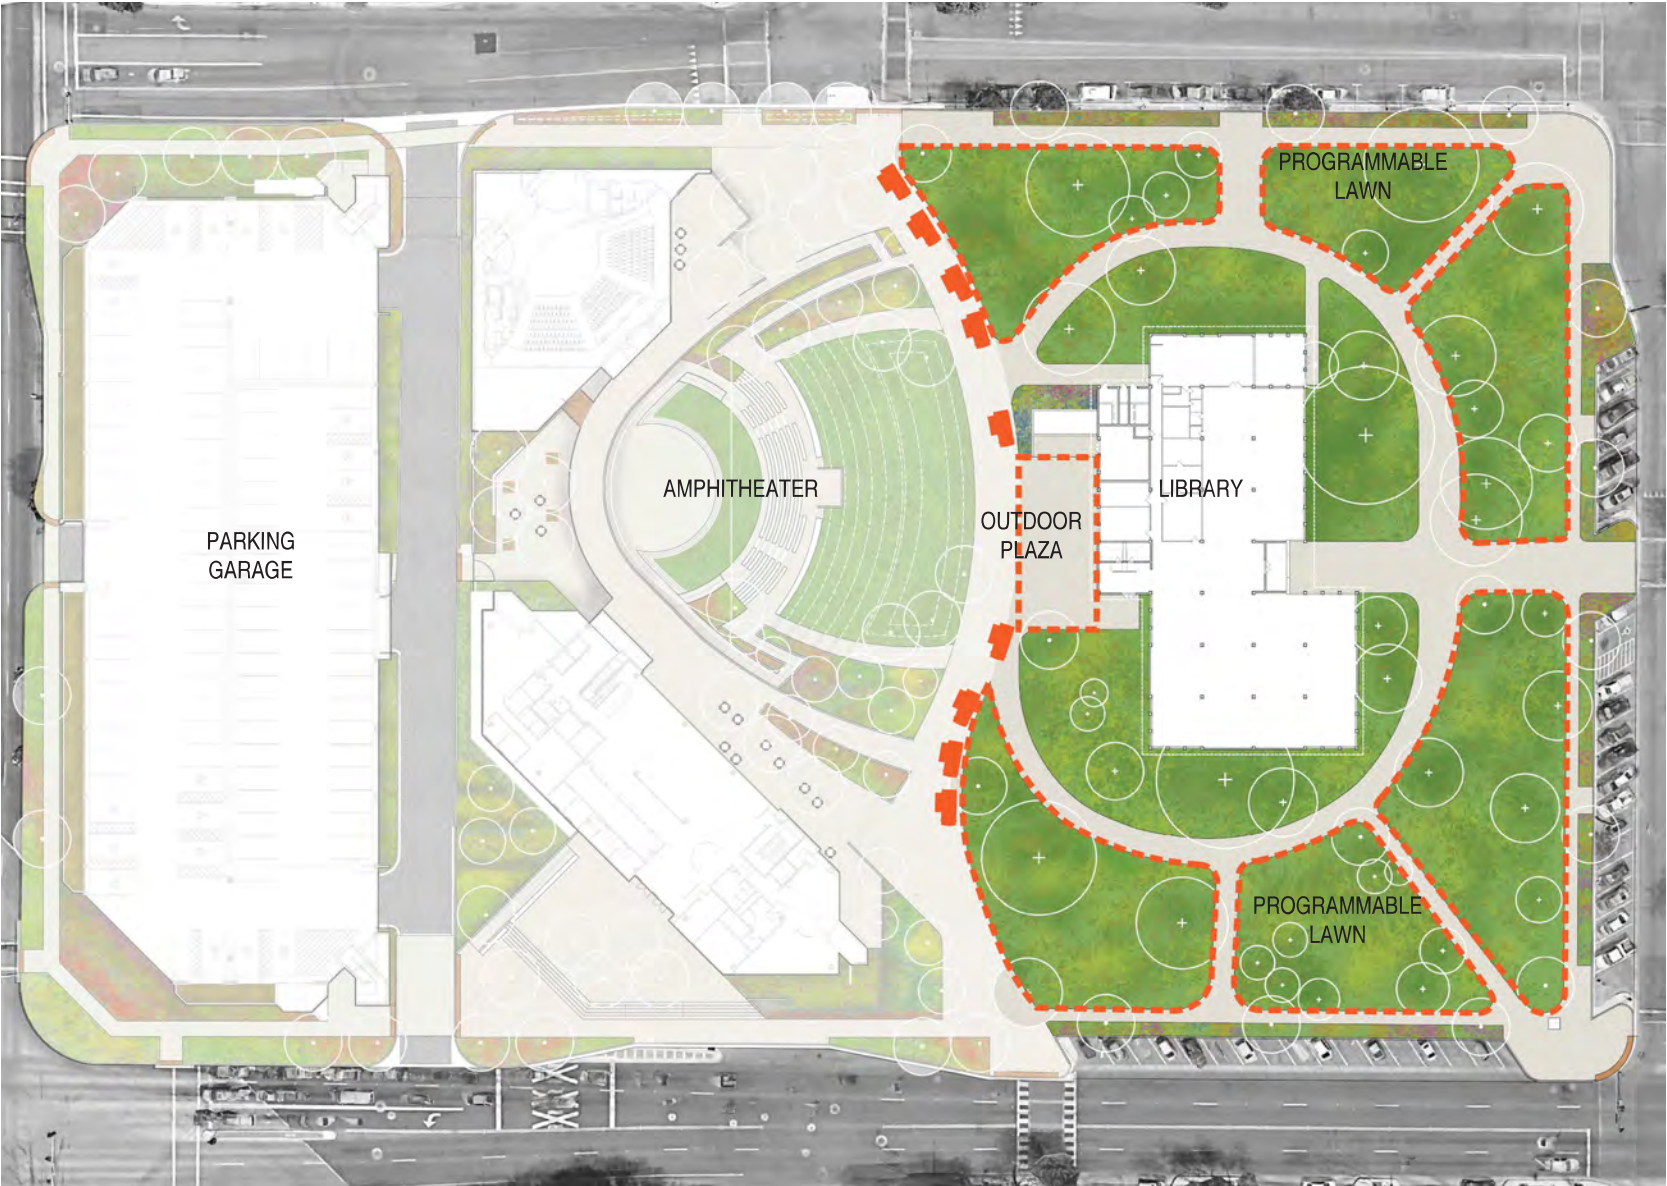 PROGRAMMABLE
LAWN
AMPHITHEATER
LIBRARY
OUTDOOR
PLAZA
PARKING
GARAGE
PROGRAMMABLE
LAWN